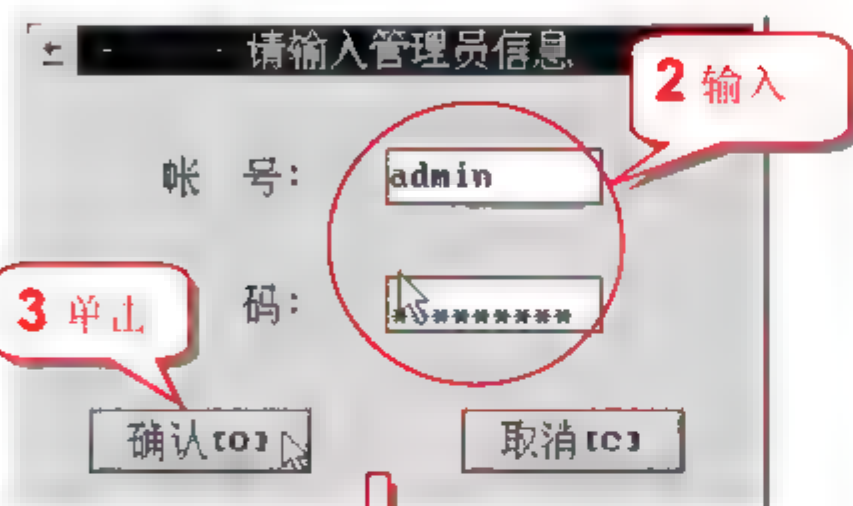 请输入管理员信息
2 输入
帐 号: admin
码: **********
3 单击
确认[O] 取消[C]